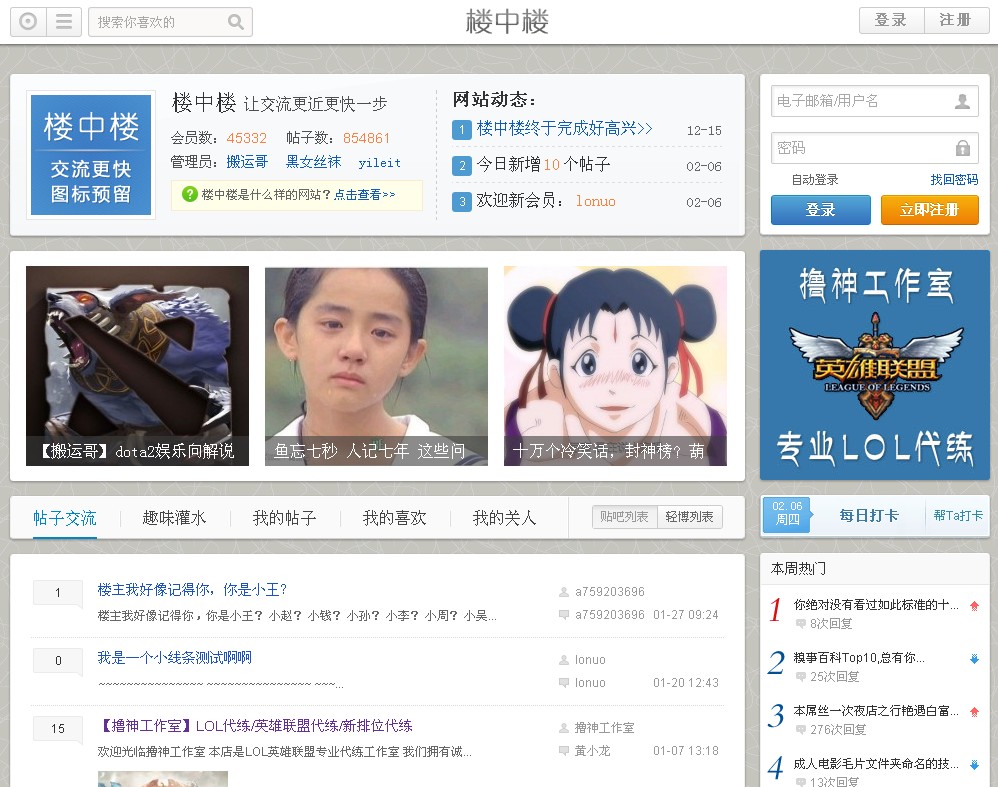 搜索你喜欢的
楼中楼
登录
注册
楼中楼
交流更快
图标预留
楼中楼 让交流更近更快一步
会员数：45332 帖子数：854861
管理员：搬运哥 黑女丝袜 yileit
楼中楼是什么样的网站？点击查看>>
网站动态：
1 楼中楼终于完成好高兴>> 12-15
2 今日新增10个帖子 02-06
3 欢迎新会员：lonuo 02-06
电子邮箱/用户名
密码
自动登录 找回密码
登录 立即注册
【搬运哥】dota2娱乐向解说
鱼忘七秒 人记七年 这些问
十万个冷笑话，封神榜？葫
撸神工作室
英雄联盟
LEAGUE OF LEGENDS
专业LOL代练
帖子交流 趣味灌水 我的帖子 我的喜欢 我的关人
贴吧列表 轻博列表
02. 06
周四
每日打卡
帮Ta打卡
1
楼主我好像记得你，你是小王?
楼主我好像记得你，你是小王？小赵？小钱？小孙？小李？小周？小吴...
a759203696
a759203696 01-27 09:24
0
我是一个小线条测试啊啊
~~~~~~~~~~~~~~~ ~~~~~~~~~~~~~~~ ~~~...
lonuo
lonuo 01-20 12:43
15
【撸神工作室】LOL代练/英雄联盟代练/新排位代练
欢迎光临撸神工作室 本店是LOL英雄联盟专业代练工作室 我们拥有诚...
撸神工作室
黄小龙 01-07 13:18
本周热门
1 你绝对没有看过如此标准的十...
8次回复
2 糗事百科Top10,总有你...
25次回复
3 本屌丝一次夜店之行艳遇白富...
276次回复
4 成人电影毛片文件夹命名的技...
13次回复